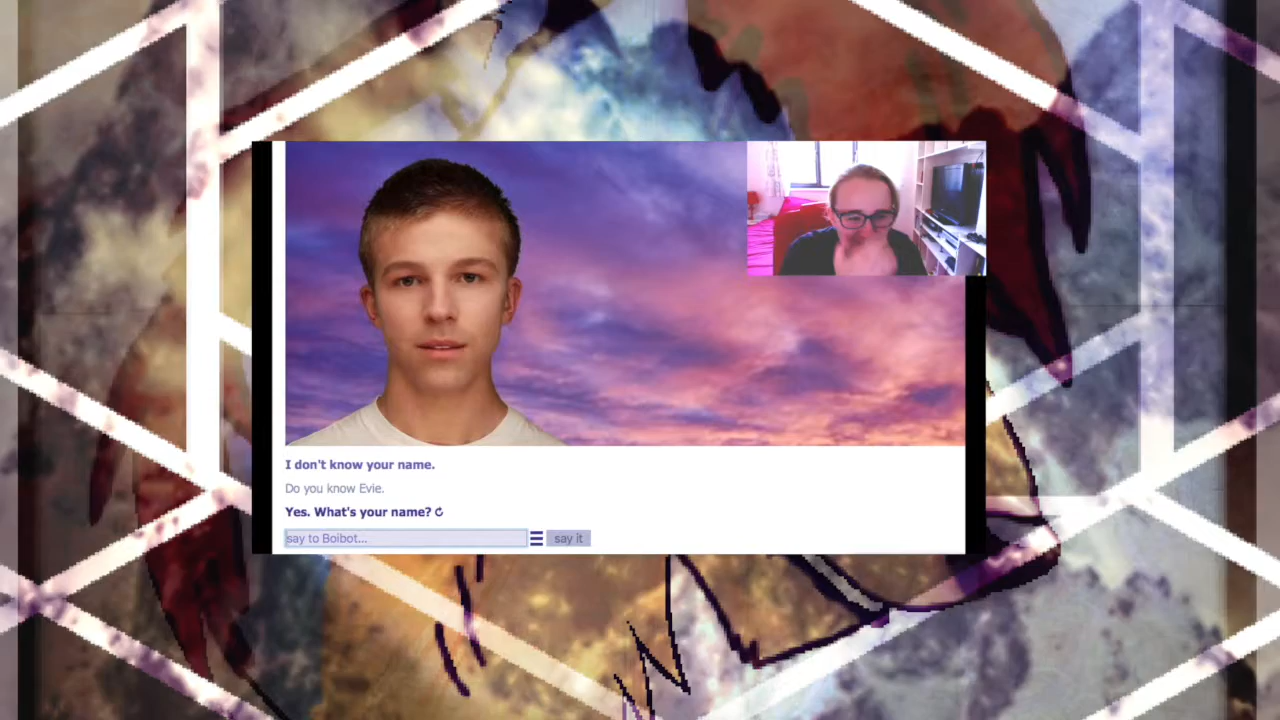 I don't know your name.
Do you know Evie.
Yes. What's your name?
say to Boibot...
say it